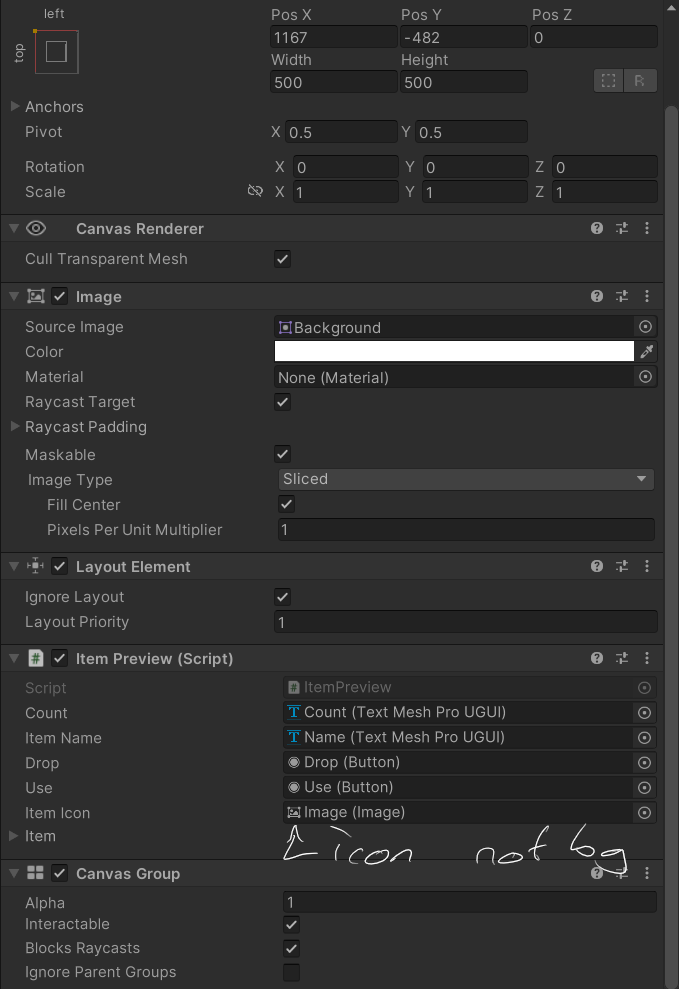 left
Pos X Pos Y Pos Z
top
1167 -482 0
Width Height
500 500 R
Anchors
Pivot X 0.5 Y 0.5
Rotation X 0 Y 0 Z 0
Scale X 1 Y 1 Z 1
Canvas Renderer
Cull Transparent Mesh
Image
Source Image Background
Color
Material None (Material)
Raycast Target
Raycast Padding
Maskable
Image Type Sliced
Fill Center
Pixels Per Unit Multiplier 1
Layout Element
Ignore Layout
Layout Priority 1
# Item Preview (Script)
Script # ItemPreview
Count T Count (Text Mesh Pro UGUI)
Item Name T Name (Text Mesh Pro UGUI)
Drop Drop (Button)
Use Use (Button)
Item Icon Image (Image)
Item
icon not bg
Canvas Group
Alpha 1
Interactable
Blocks Raycasts
Ignore Parent Groups